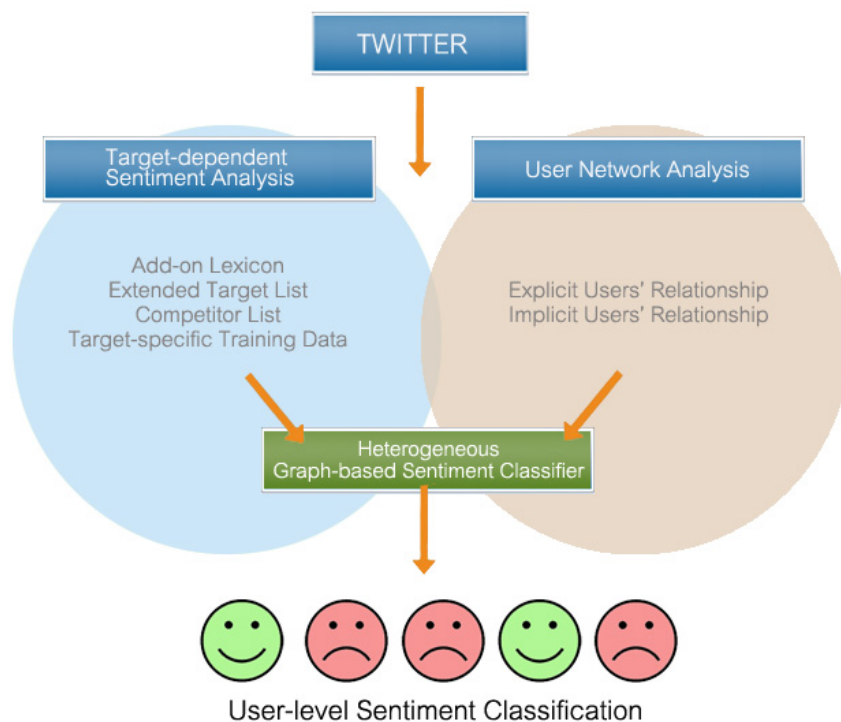 TWITTER
Target-dependent
Sentiment Analysis
User Network Analysis
Add-on Lexicon
Extended Target List
Competitor List
Target-specific Training Data
Explicit Users' Relationship
Implicit Users' Relationship
Heterogeneous
Graph-based Sentiment Classifier
User-level Sentiment Classification